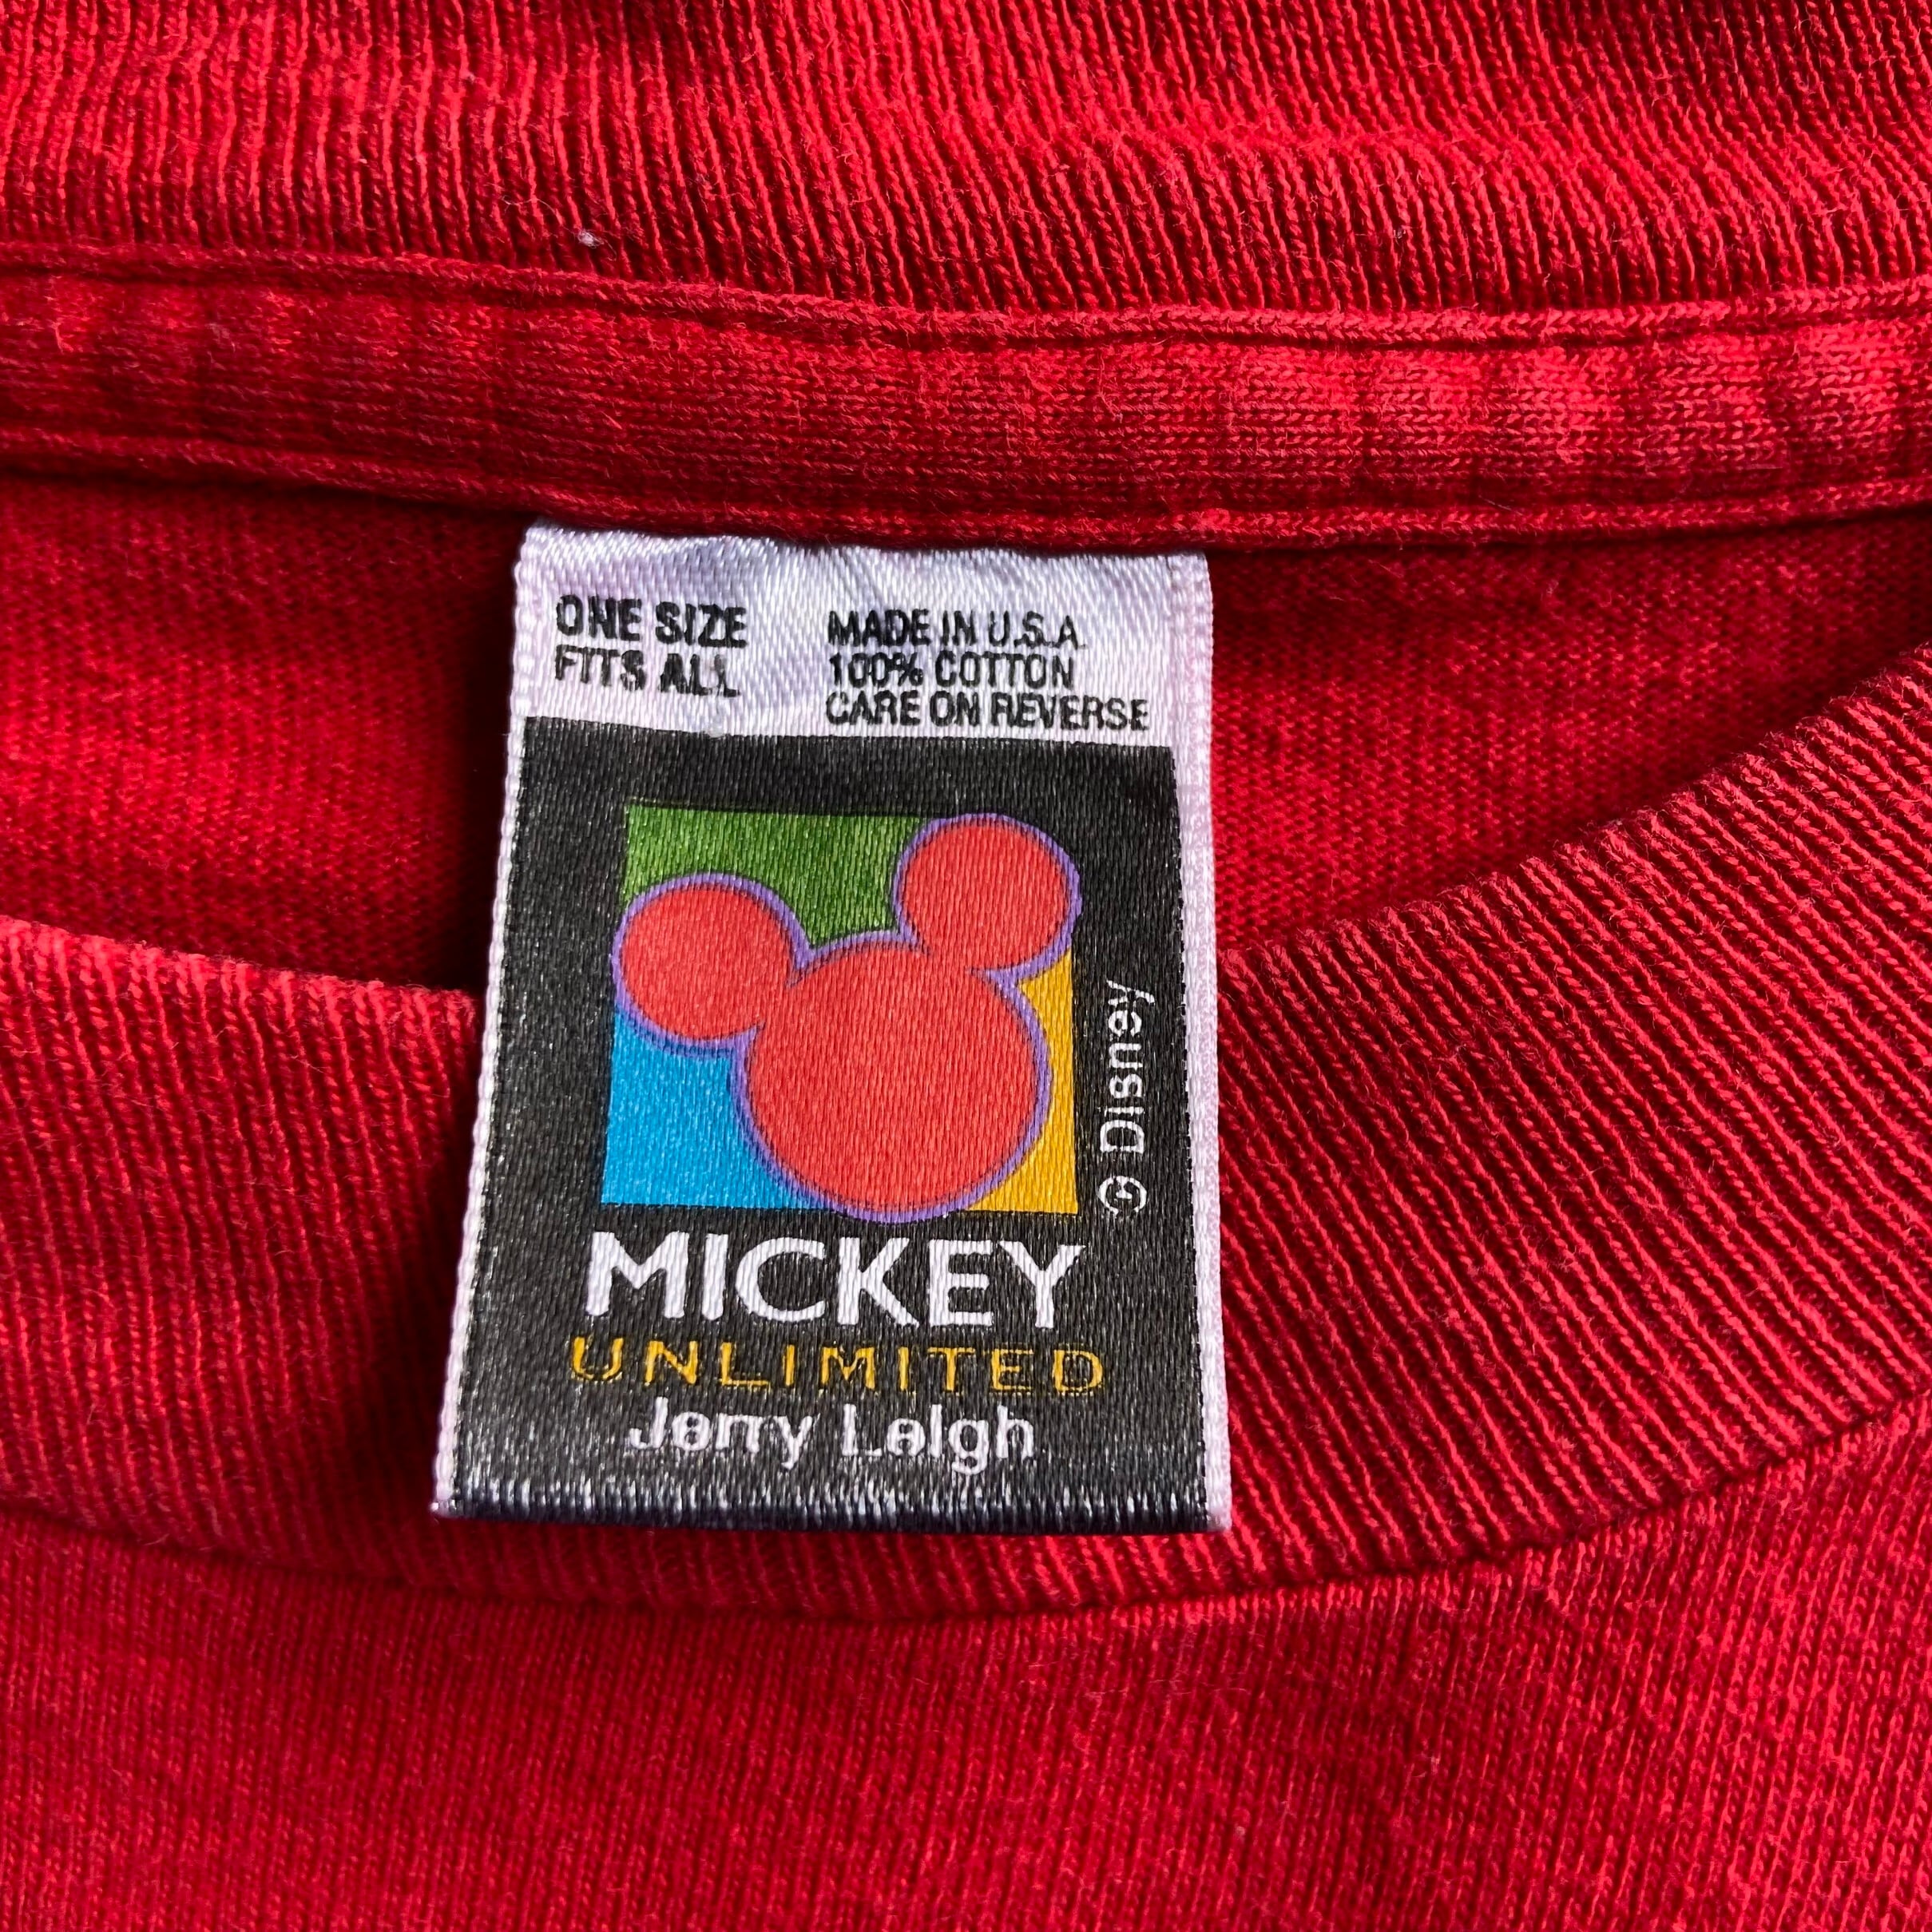 ONE SIZE
FITS ALL
MADE IN U.S.A.
100% COTTON
CARE ON REVERSE
© Disney
MICKEY
UNLIMITED
Jerry Leigh